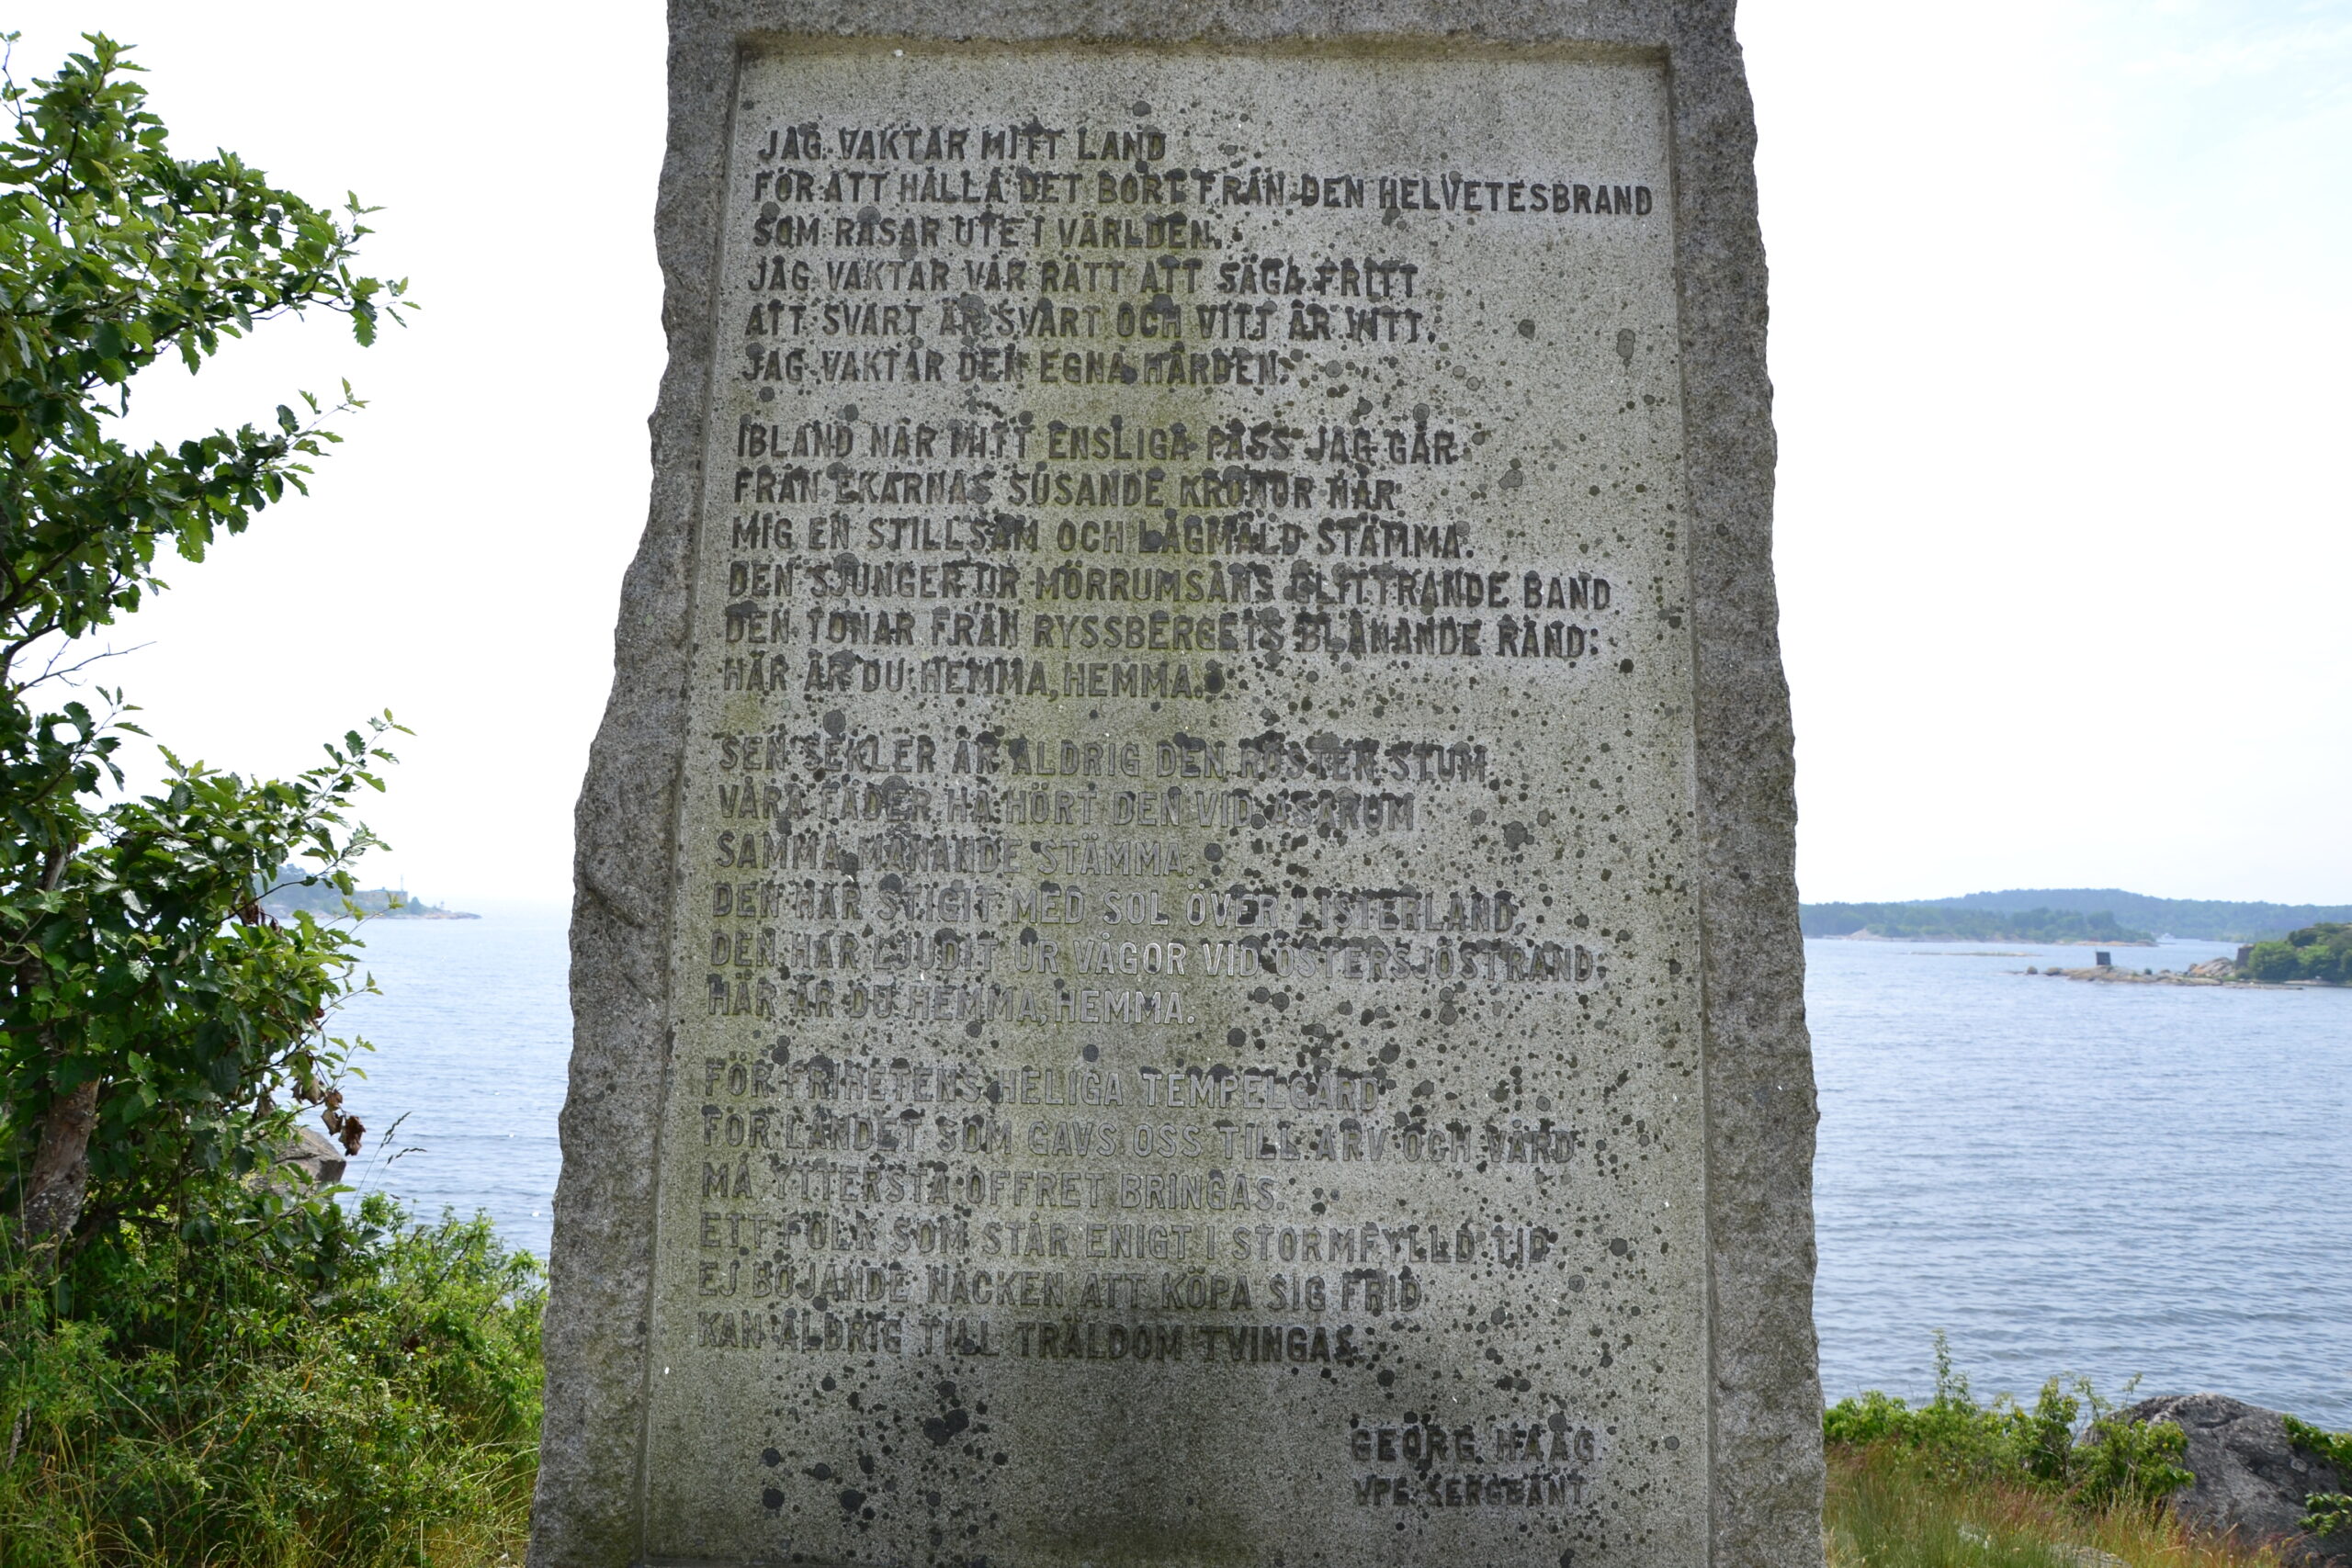 JAG VAKTAR MITT LAND
FÖR ATT HÅLLA DET BORT FRÅN DEN HELVETESBRAND
SOM RASAR UTE I VÄRLDEN.
JAG VAKTAR VÅR RÄTT ATT SÄGA FRITT
ATT SVART ÄR SVART OCH VITT ÄR VITT.
JAG VAKTAR DEN EGNA HÄRDEN.
IBLAND NÄR MITT ENSLIGA PASS JAG GÅR
FRÅN EKARNAS SUSANDE KRONOR NÅR
MIG EN STILLSAM OCH LÅGMÄLD STÄMMA.
DEN SJUNGER UR MÖRRUMSÅNS GLITTRANDE BAND
DEN TONAR FRÅN RYSSBERGETS BLÅNANDE RAND:
HÄR ÄR DU HEMMA, HEMMA.
SEN SEKLER ÄR ALDRIG DEN RÖSTEN STUM
VÅRA FÄDER HA HÖRT DEN VID ASARUM
SAMMA MANANDE STÄMMA.
DEN HAR STIGIT MED SOL ÖVER LISTERLAND,
DEN HAR LJUDIT UR VÅGOR VID ÖSTERSJÖSTRAND:
HÄR ÄR DU HEMMA, HEMMA.
FÖR FRIHETENS HELIGA TEMPELGÅRD
FÖR LANDET SOM GAVS OSS TILL ARV OCH VÅRD
MÅ YTTERSTA OFFRET BRINGAS.
ETT FOLK SOM STÅR ENIGT I STORMFYLLD TID
EJ BÖJANDE NACKEN ATT KÖPA SIG FRID
KAN ALDRIG TILL TRÄLDOM TVINGAS.
GEORG HAAG
VPL SERGEANT